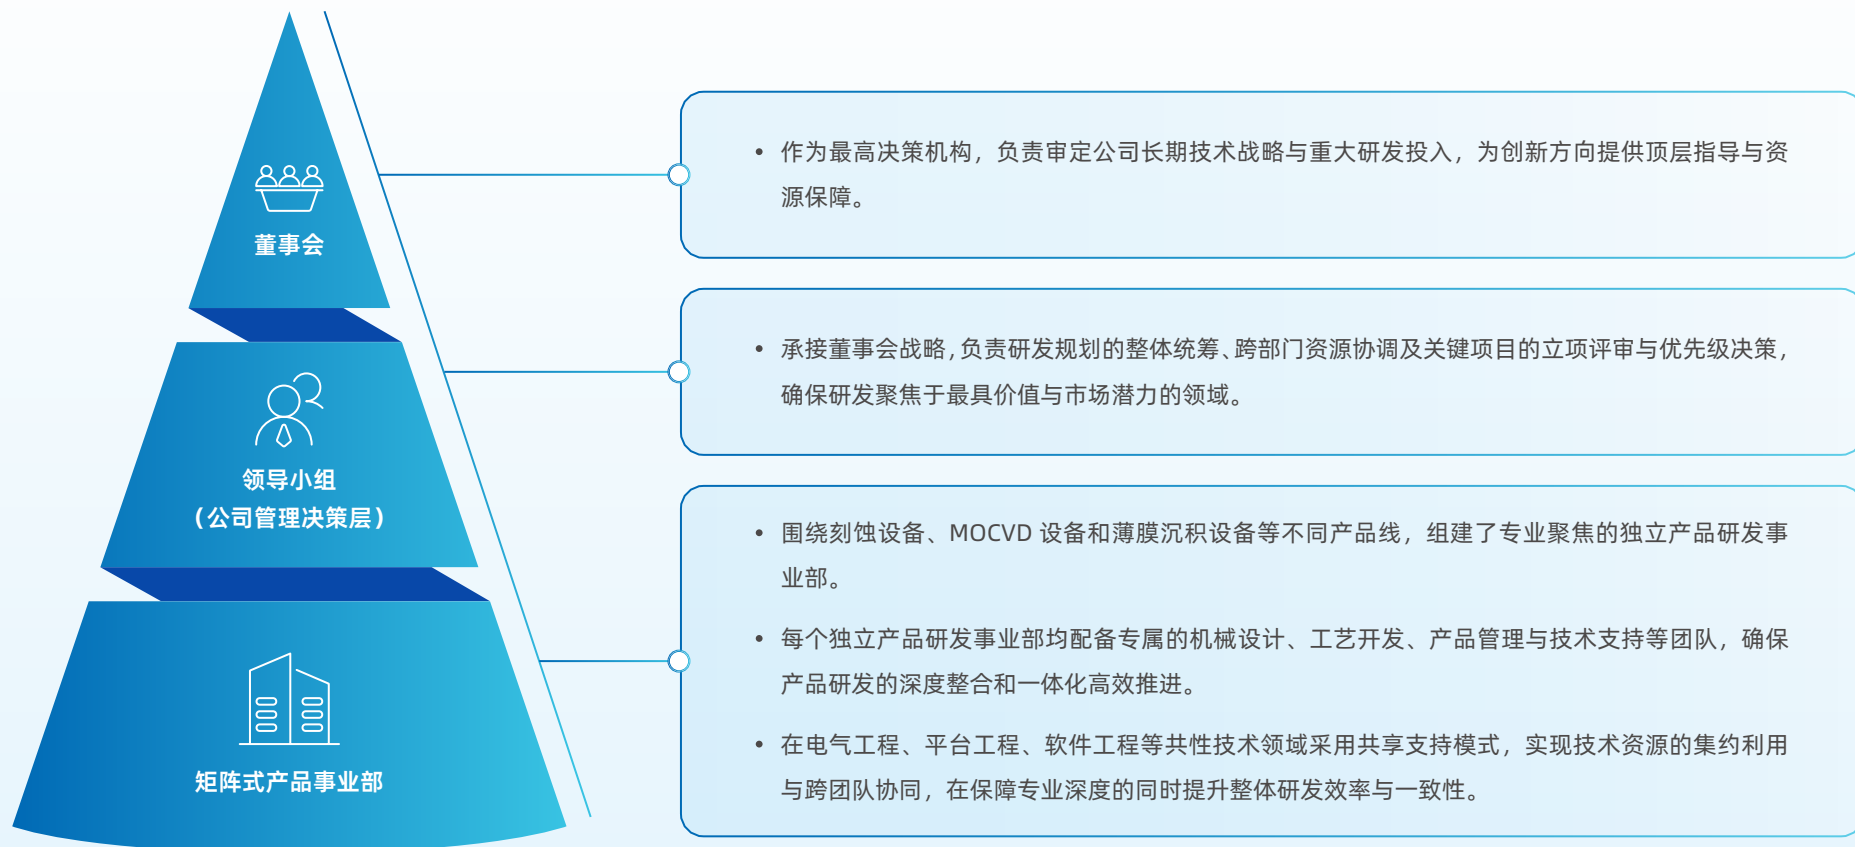 董事会
• 作为最高决策机构，负责审定公司长期技术战略与重大研发投入，为创新方向提供顶层指导与资
源保障。
领导小组
（公司管理决策层）
• 承接董事会战略，负责研发规划的整体统筹、跨部门资源协调及关键项目的立项评审与优先级决策，
确保研发聚焦于最具价值与市场潜力的领域。
矩阵式产品事业部
• 围绕刻蚀设备、MOCVD 设备和薄膜沉积设备等不同产品线，组建了专业聚焦的独立产品研发事
业部。
• 每个独立产品研发事业部均配备专属的机械设计、工艺开发、产品管理与技术支持等团队，确保
产品研发的深度整合和一体化高效推进。
• 在电气工程、平台工程、软件工程等共性技术领域采用共享支持模式，实现技术资源的集约利用
与跨团队协同，在保障专业深度的同时提升整体研发效率与一致性。